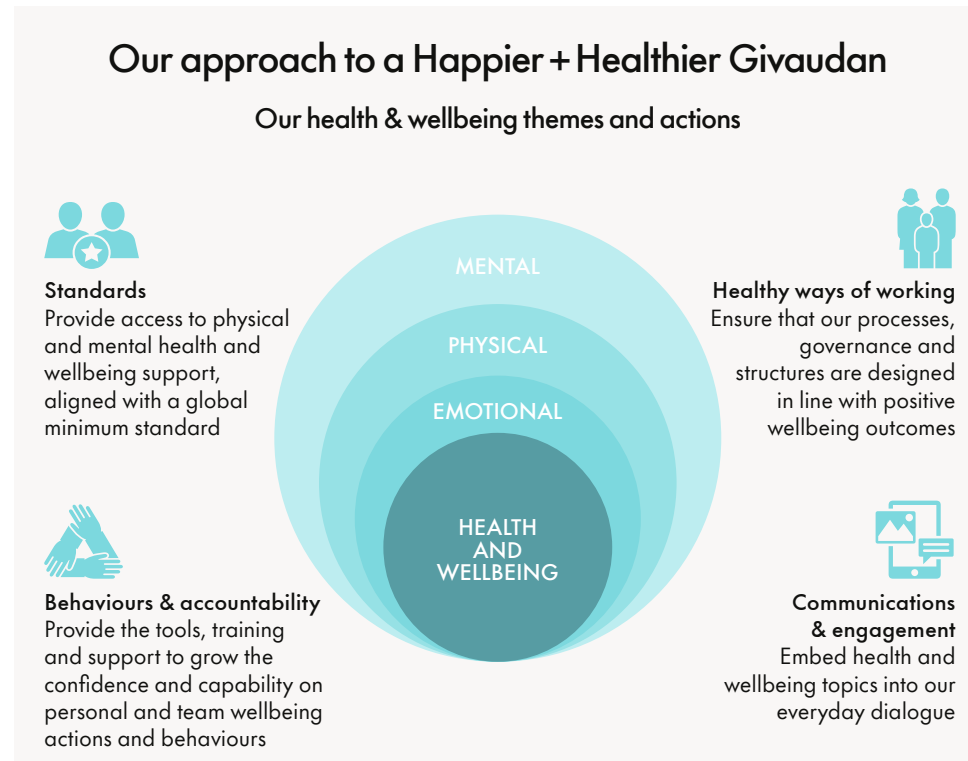 Our approach to a Happier + Healthier Givaudan
Our health & wellbeing themes and actions
Standards
Provide access to physical
and mental health and
wellbeing support,
aligned with a global
minimum standard
Behaviours & accountability
Provide the tools, training
and support to grow the
confidence and capability on
personal and team wellbeing
actions and behaviours
MENTAL
PHYSICAL
EMOTIONAL
HEALTH
AND
WELLBEING
Healthy ways of working
Ensure that our processes,
governance and
structures are designed
in line with positive
wellbeing outcomes
Communications
& engagement
Embed health and
wellbeing topics into our
everyday dialogue